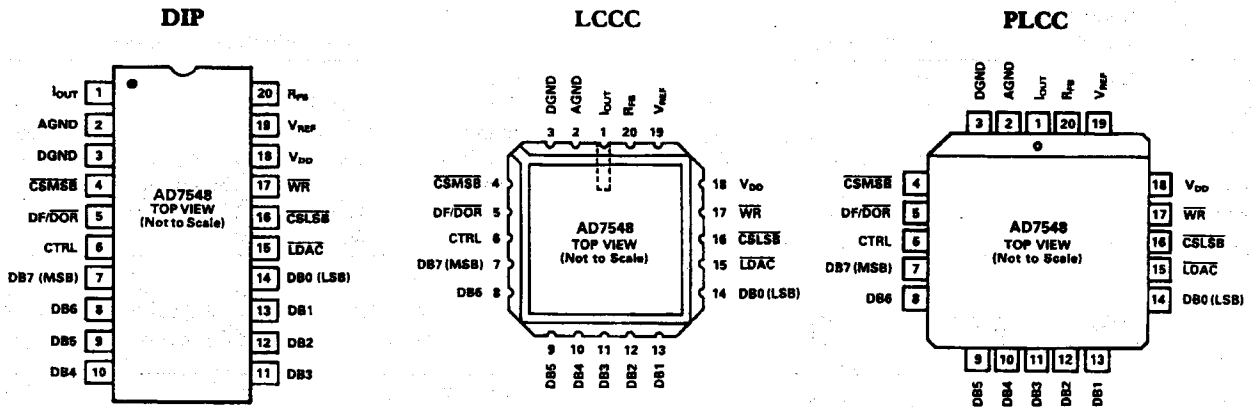 DIP
LCCC
PLCC
IOUT 1
AGND 2
DGND 3
CSMSB 4
DF/DOR 5
CTRL 6
DB7 (MSB) 7
DB6 8
DB5 9
DB4 10
AD7548
TOP VIEW
(Not to Scale)
20 RFB
19 VREF
18 VDD
17 WR
16 CSLSB
15 LDAC
14 DB0 (LSB)
13 DB1
12 DB2
11 DB3
DGND AGND IOUT RFB VREF
3 2 1 20 19
CSMSB 4
DF/DOR 5
CTRL 6
DB7 (MSB) 7
DB6 8
AD7548
TOP VIEW
(Not to Scale)
18 VDD
17 WR
16 CSLSB
15 LDAC
14 DB0 (LSB)
9 10 11 12 13
DB5 DB4 DB3 DB2 DB1
DGND AGND IOUT RFB VREF
3 2 1 20 19
CSMSB 4
DF/DOR 5
CTRL 6
DB7 (MSB) 7
DB6 8
AD7548
TOP VIEW
(Not to Scale)
18 VDD
17 WR
16 CSLSB
15 LDAC
14 DB0 (LSB)
9 10 11 12 13
DB5 DB4 DB3 DB2 DB1